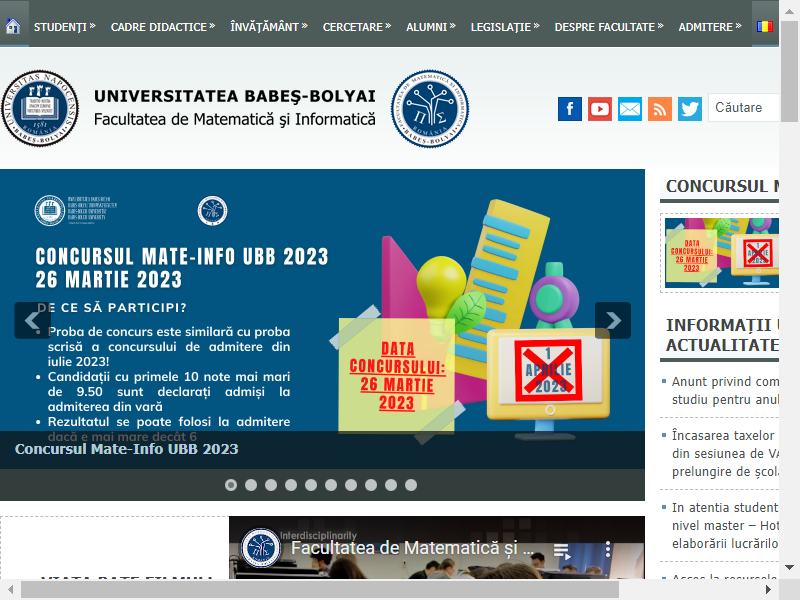 STUDENȚI »
CADRE DIDACTICE »
ÎNVĂȚĂMÂNT »
CERCETARE »
ALUMNI »
LEGISLAȚIE »
DESPRE FACULTATE »
ADMITERE »
UNIVERSITATEA BABEŞ-BOLYAI
Facultatea de Matematică şi Informatică
Căutare
CONCURSUL MATE-INFO UBB 2023
26 MARTIE 2023
DE CE SĂ PARTICIPI?
• Proba de concurs este similară cu proba
scrisă a concursului de admitere din
iulie 2023!
• Candidații cu primele 10 note mai mari
de 9.50 sunt declarați admiși la
admiterea din vară
• Rezultatul se poate folosi la admitere
dacă e mai mare decât 6
DATA
CONCURSULUI:
26 MARTIE
2023
1
APRILIE
2023
Concursul Mate-Info UBB 2023
CONCURSUL
DATA
CONCURSULUI:
26 MARTIE
2023
INFORMAȚII
ACTUALITATE
Anunt privind com
studiu pentru anul
Încasarea taxelor
din sesiunea de VA
prelungire de școla
In atentia student
nivel master – Hot
elaborării lucrărilo
Acces la resursele
Interdisciplinarity
Facultatea de Matematică și ...
VIAȚA BATE FILMUL!